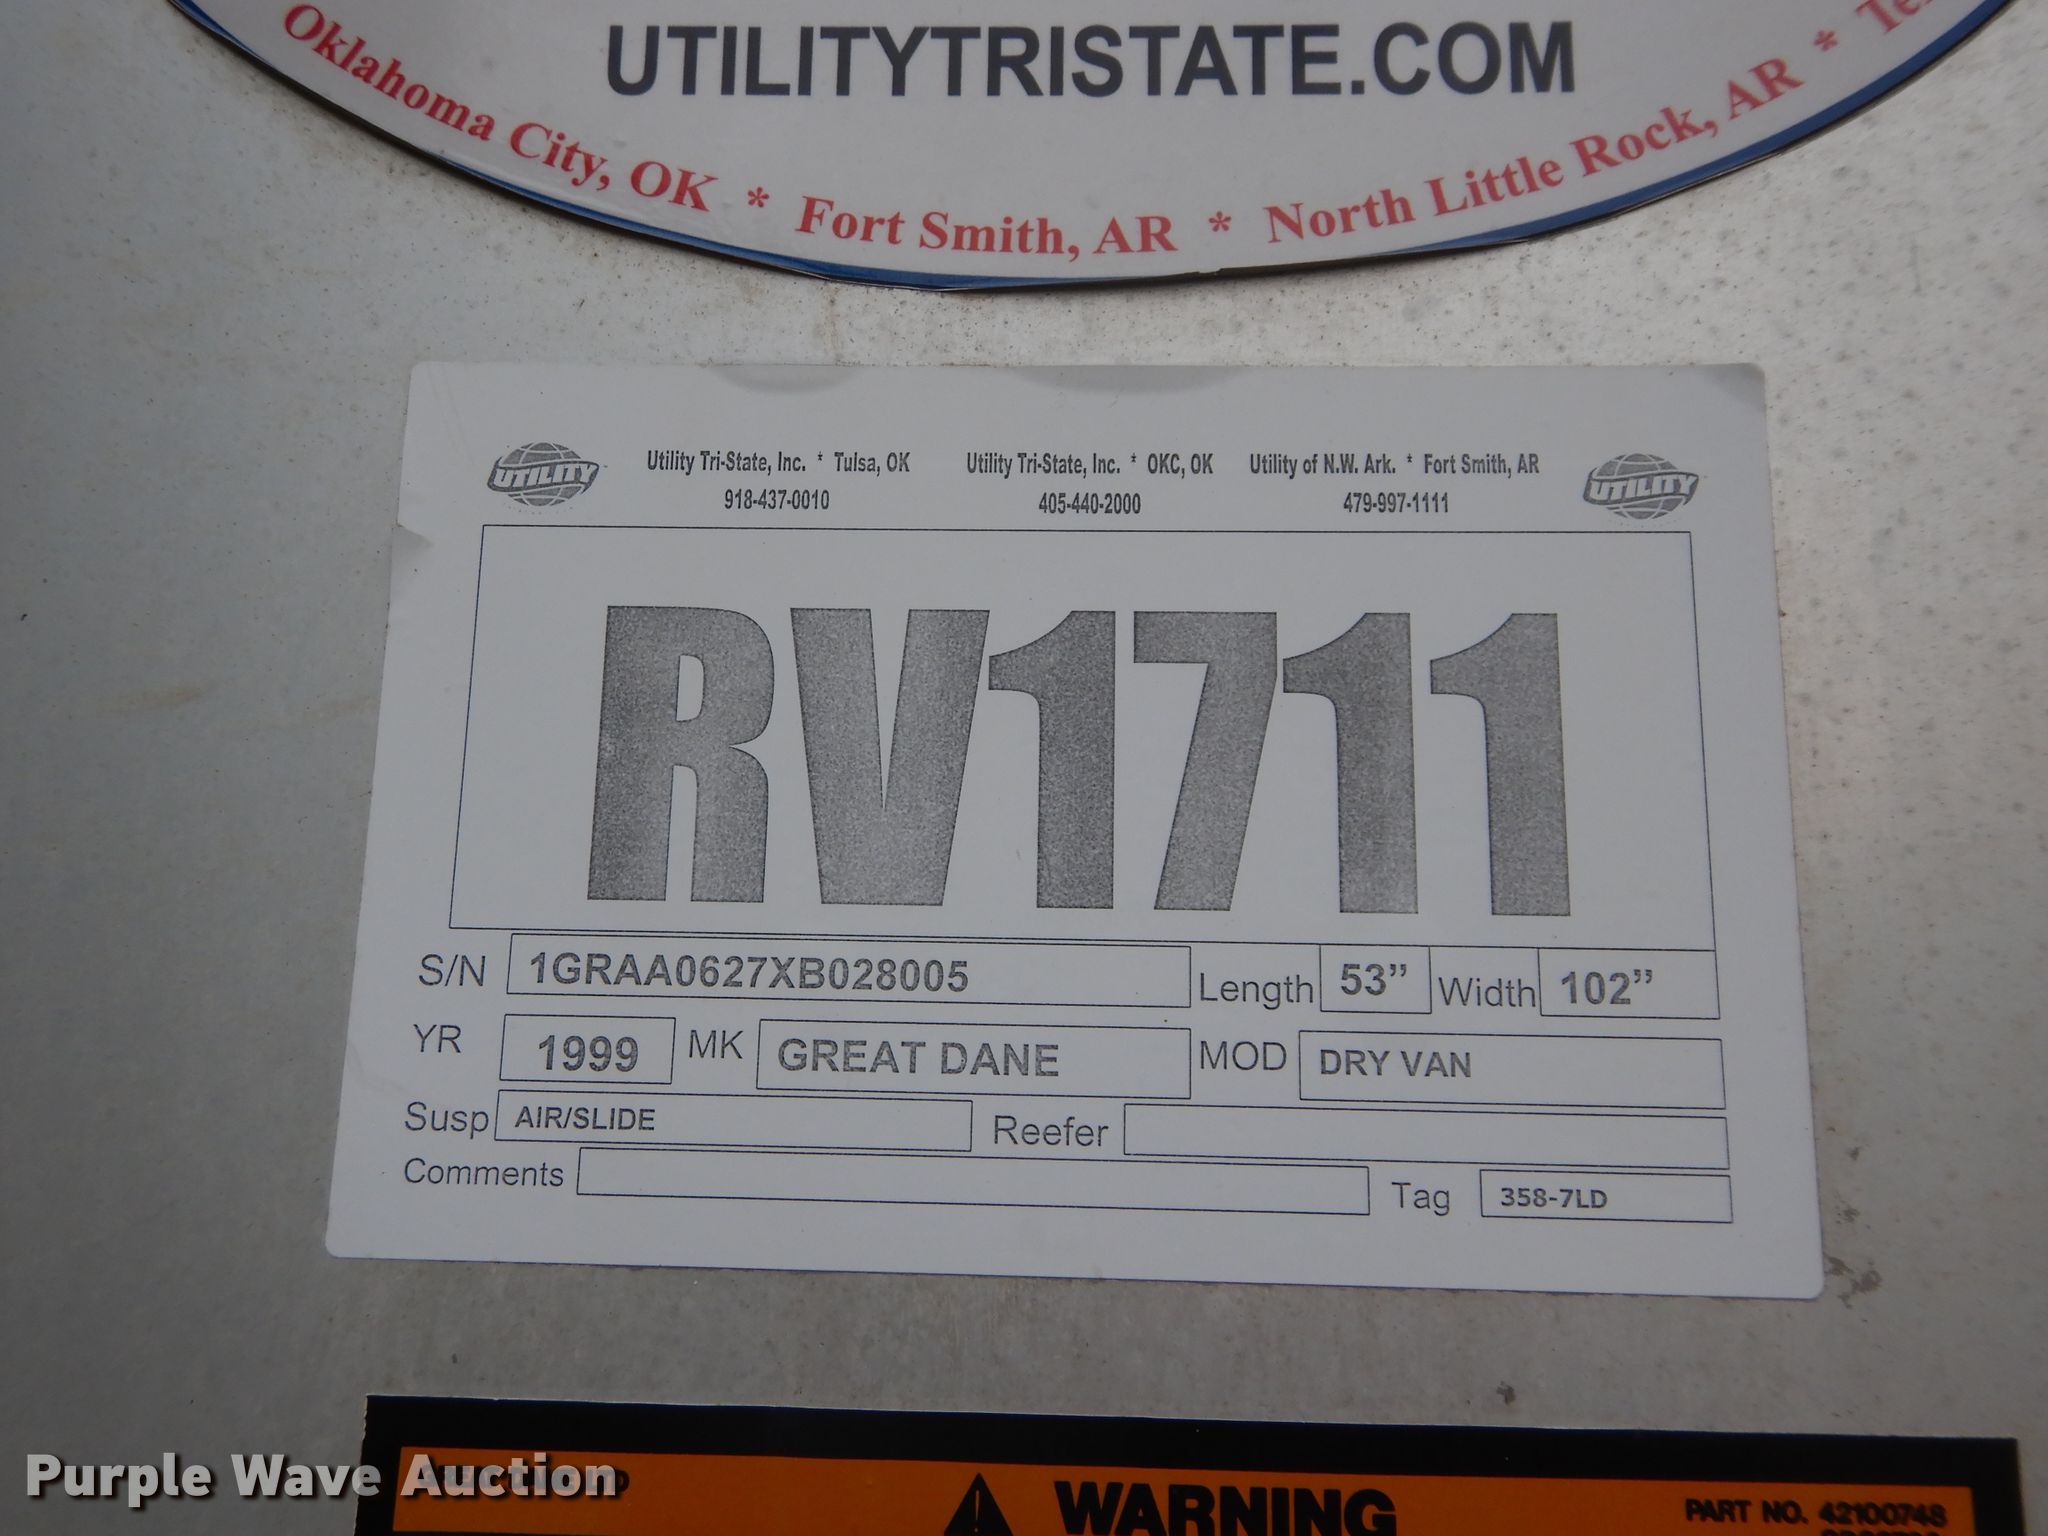 UTILITYTRISTATE.COM
Oklahoma City, OK * Fort Smith, AR * North Little Rock, AR *
UTILITY
Utility Tri-State, Inc. * Tulsa, OK
918-437-0010
Utility Tri-State, Inc. * OKC, OK
405-440-2000
Utility of N.W. Ark. * Fort Smith, AR
479-997-1111
UTILITY
RV1711
S/N 1GRAA0627XB028005 Length 53” Width 102”
YR 1999 MK GREAT DANE MOD DRY VAN
Susp AIR/SLIDE Reefer
Comments Tag 358-7LD
WARNING
PART NO. 42100748
Purple Wave Auction